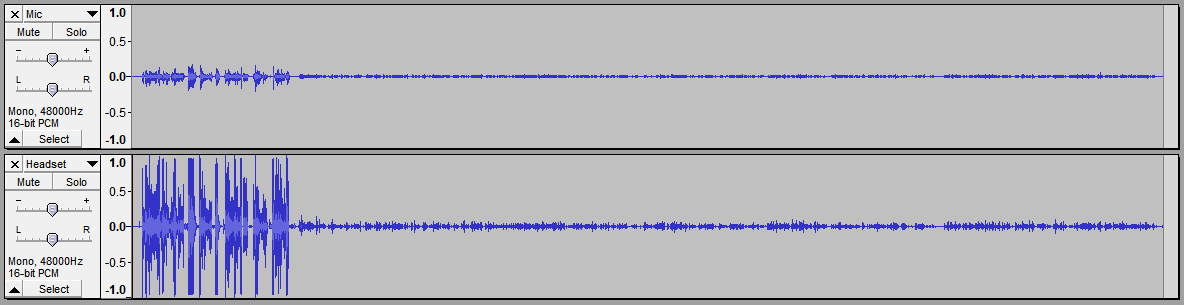 Mic
Mute Solo
- +
L R
Mono, 48000Hz
16-bit PCM
Select
1.0
0.5
0.0
-0.5
-1.0
Headset
Mute Solo
- +
L R
Mono, 48000Hz
16-bit PCM
Select
1.0
0.5
0.0
-0.5
-1.0